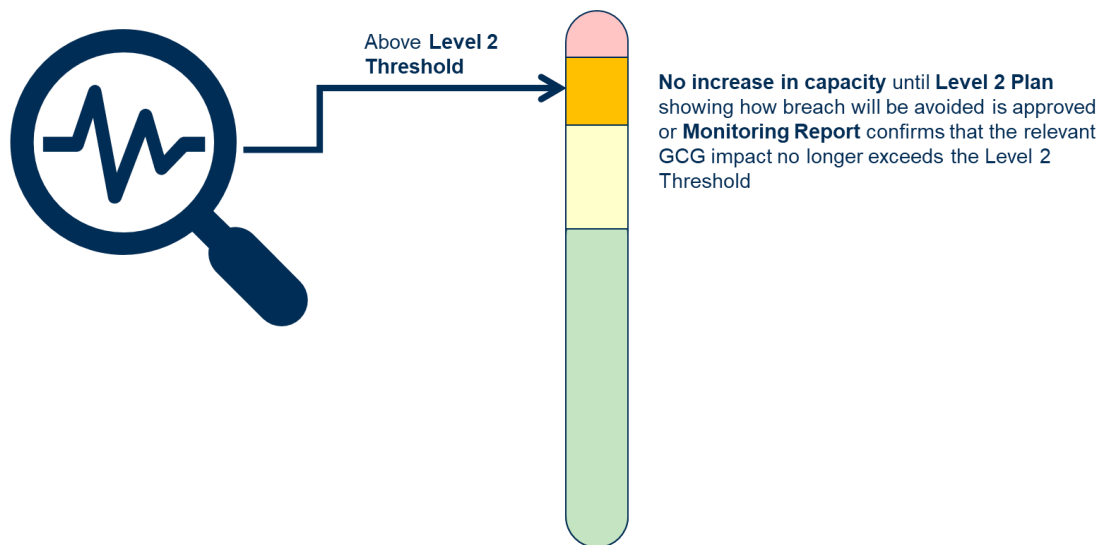 Above Level 2
Threshold
No increase in capacity until Level 2 Plan
showing how breach will be avoided is approved
or Monitoring Report confirms that the relevant
GCG impact no longer exceeds the Level 2
Threshold